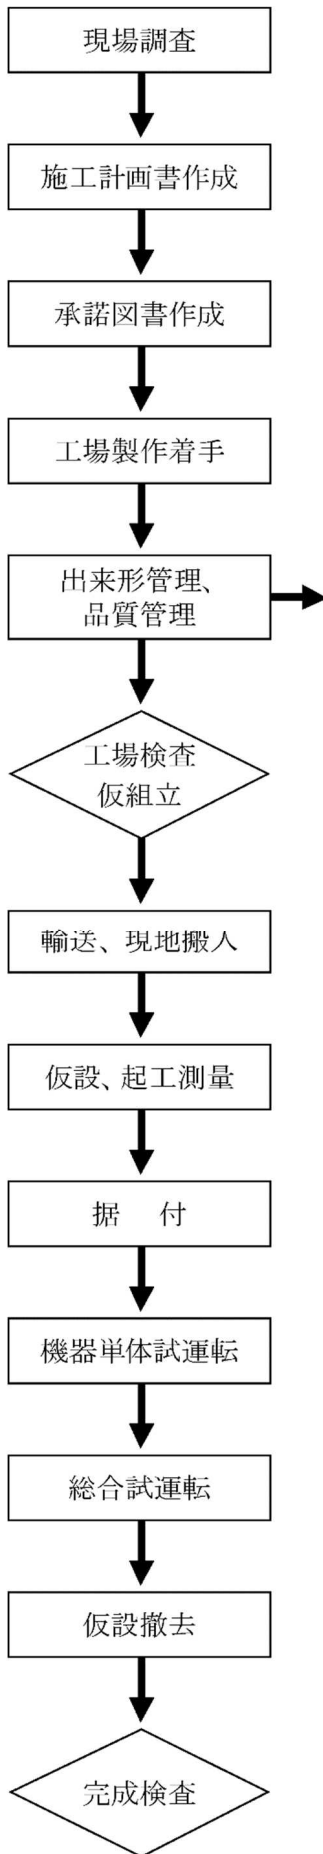 現場調査
施工計画書作成
承諾図書作成
工場製作着手
出来形管理、
品質管理
工場検査
仮組立
輸送、現地搬人
仮設、起工測量
据　付
機器単体試運転
総合試運転
仮設撤去
完成検査